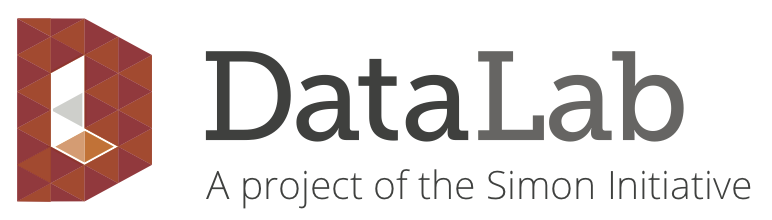 DataLab
A project of the Simon Initiative